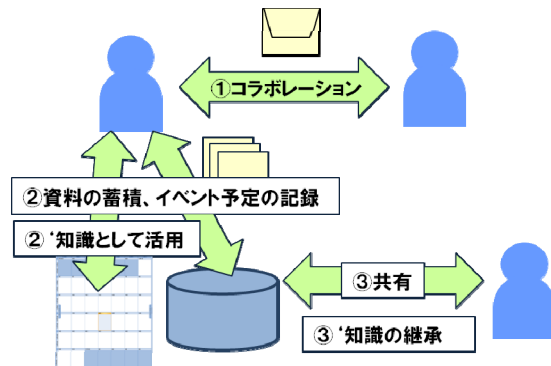 ①コラボレーション
②資料の蓄積、イベント予定の記録
②‘知識として活用
③共有
③‘知識の継承